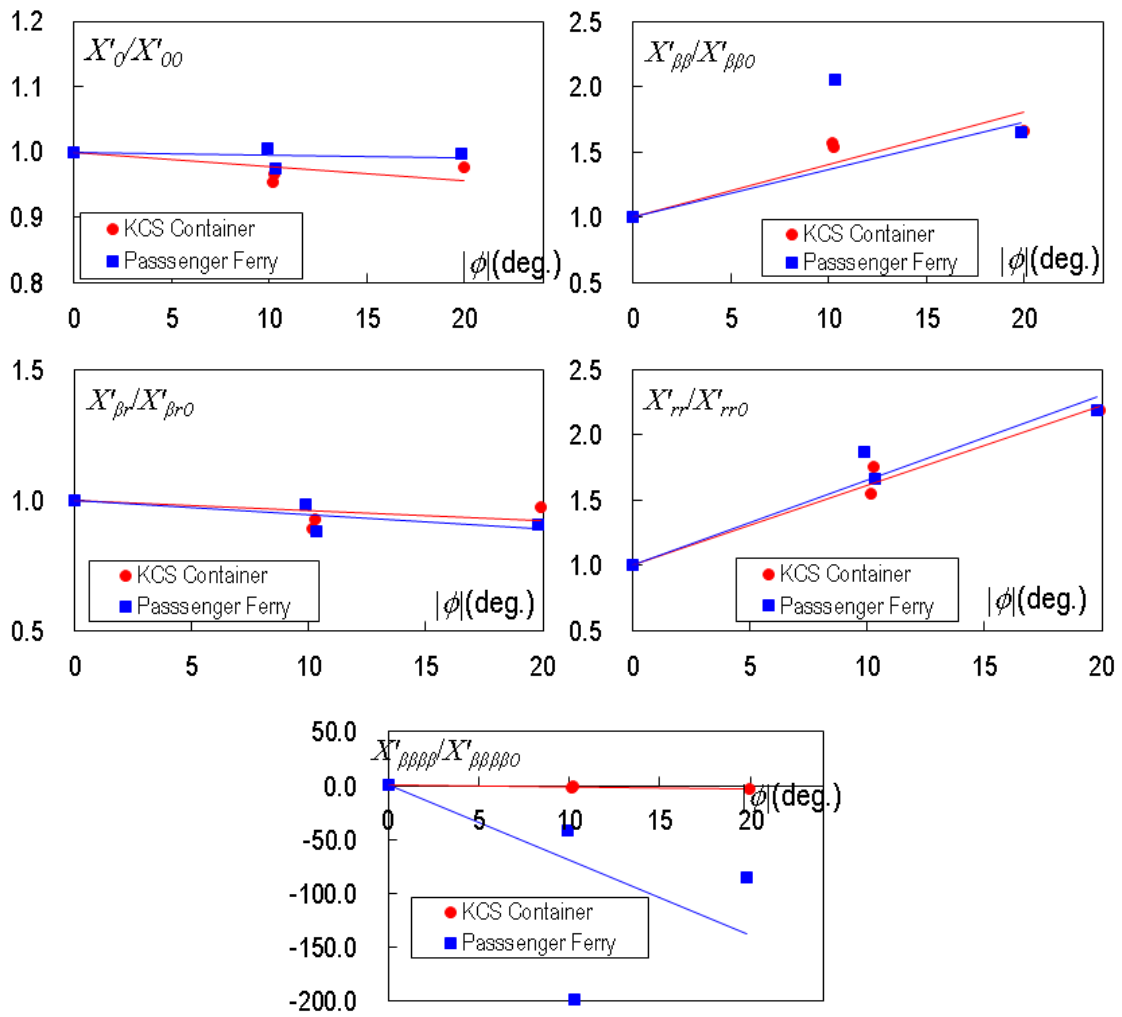 1.2
X'0/X'00
1.1
1.0
0.9
KCS Container
Passsenger Ferry
|ϕ|(deg.)
0.8
0 5 10 15 20
2.5
X'ββ/X'ββ0
2.0
1.5
1.0
KCS Container
Passsenger Ferry
|ϕ|(deg.)
0.5
0 5 10 15 20
1.5
X'βr/X'βr0
1.0
KCS Container
Passsenger Ferry
|ϕ|(deg.)
0.5
0 5 10 15 20
2.5
X'rr/X'rr0
2.0
1.5
1.0
KCS Container
Passsenger Ferry
|ϕ|(deg.)
0.5
0 5 10 15 20
50.0
X'ββββ/X'ββββ0
0.0
|ϕ|(deg.)
0 5 10 15 20
-50.0
-100.0
KCS Container
Passsenger Ferry
-150.0
-200.0